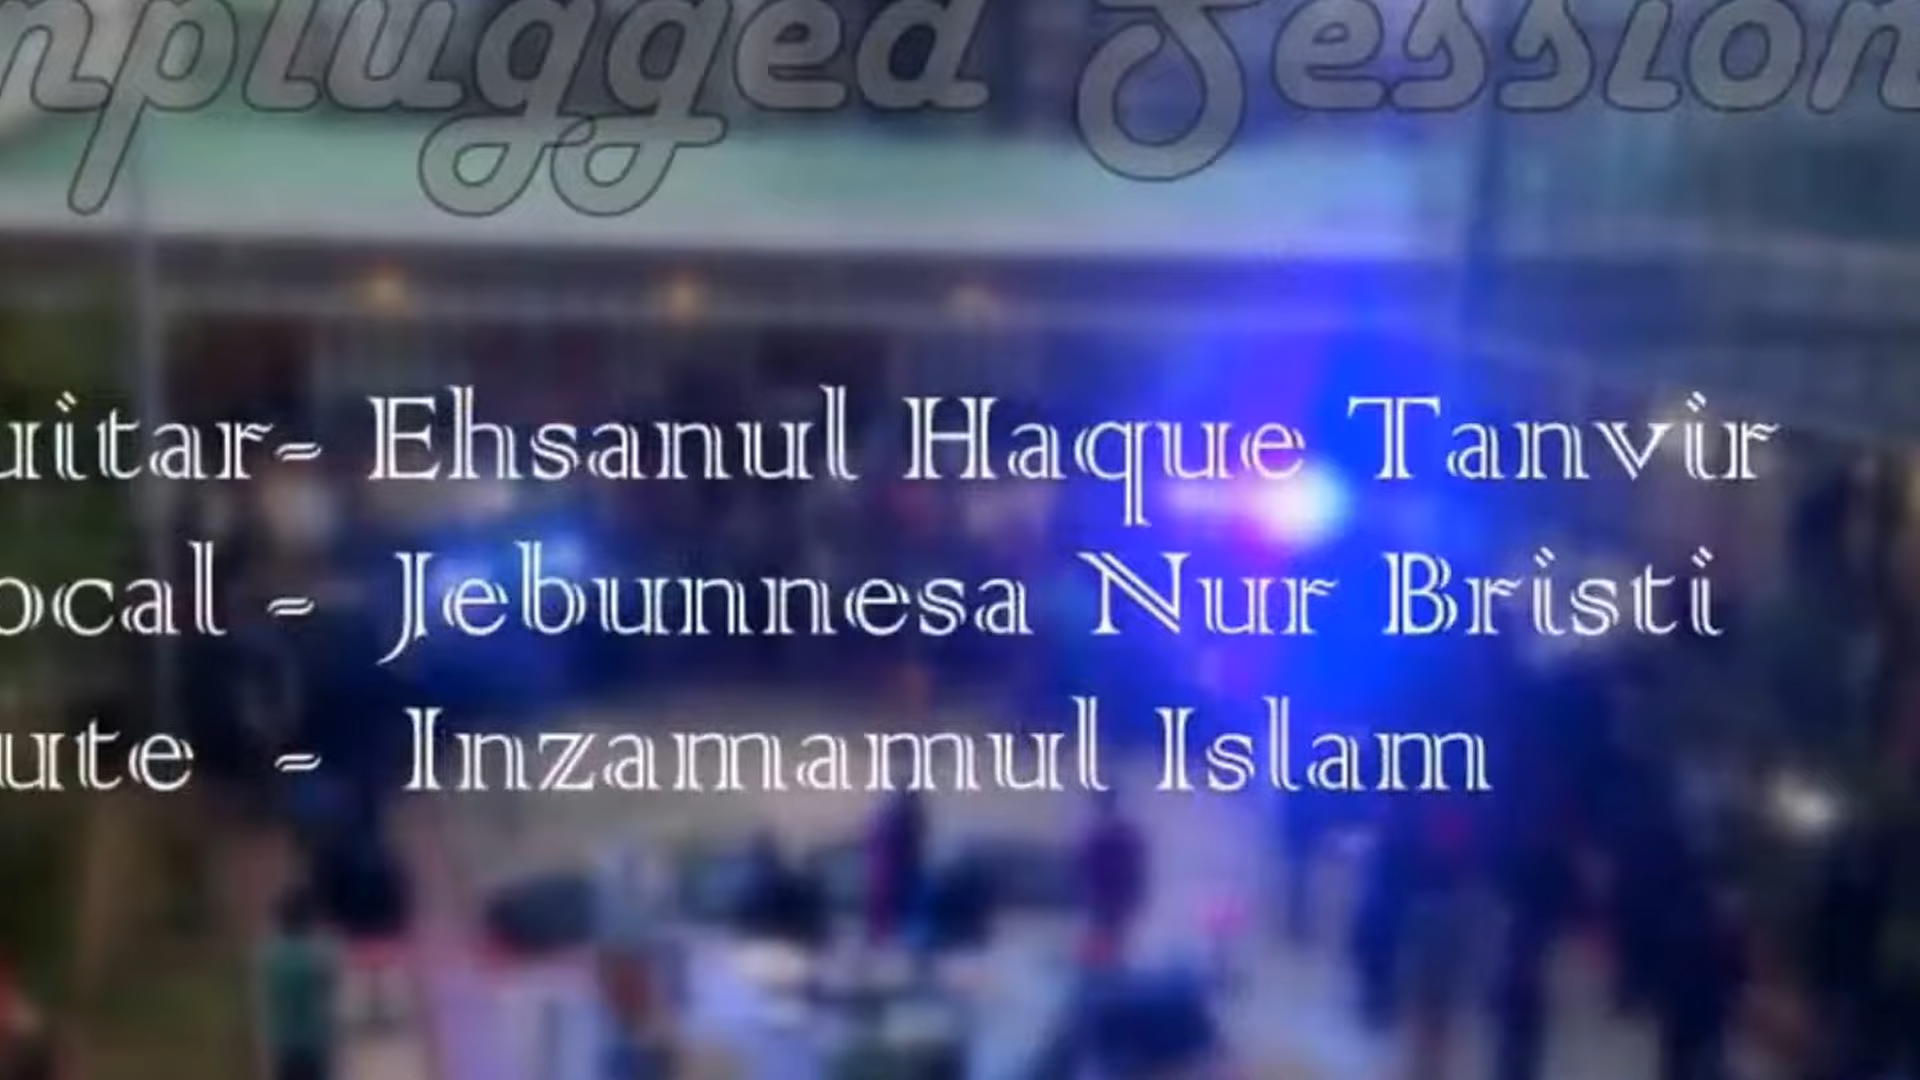 nplugged Session
uitar- Ehsanul Haque Tanvir
ocal - Jebunnesa Nur Bristi
ute - Inzamamul Islam